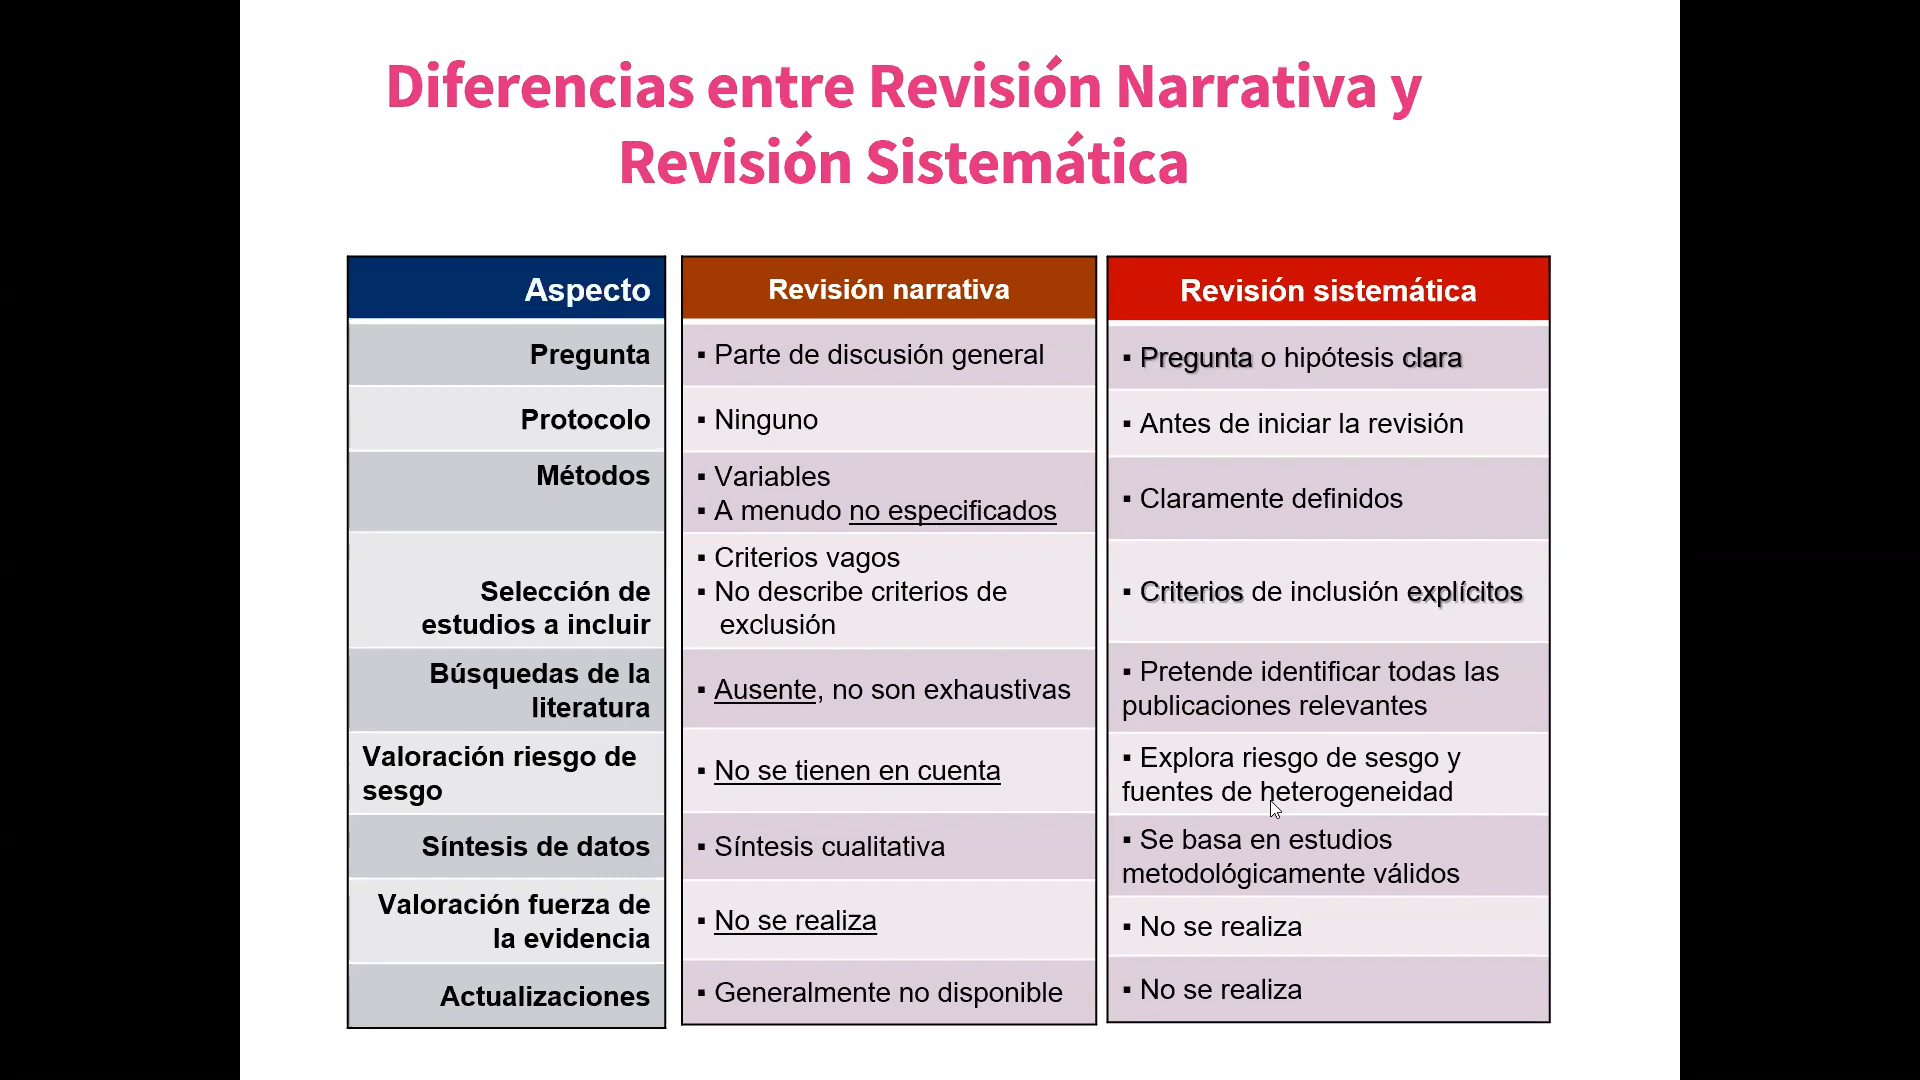 Diferencias entre Revisión Narrativa y
Revisión Sistemática
Aspecto
Revisión narrativa
Revisión sistemática
Pregunta
▪ Parte de discusión general
▪ Pregunta o hipótesis clara
Protocolo
▪ Ninguno
▪ Antes de iniciar la revisión
Métodos
▪ Variables
▪ A menudo no especificados
▪ Claramente definidos
Selección de
estudios a incluir
▪ Criterios vagos
▪ No describe criterios de
exclusión
▪ Criterios de inclusión explícitos
Búsquedas de la
literatura
▪ Ausente, no son exhaustivas
▪ Pretende identificar todas las
publicaciones relevantes
Valoración riesgo de
sesgo
▪ No se tienen en cuenta
▪ Explora riesgo de sesgo y
fuentes de heterogeneidad
Síntesis de datos
▪ Síntesis cualitativa
▪ Se basa en estudios
metodológicamente válidos
Valoración fuerza de
la evidencia
▪ No se realiza
▪ No se realiza
Actualizaciones
▪ Generalmente no disponible
▪ No se realiza